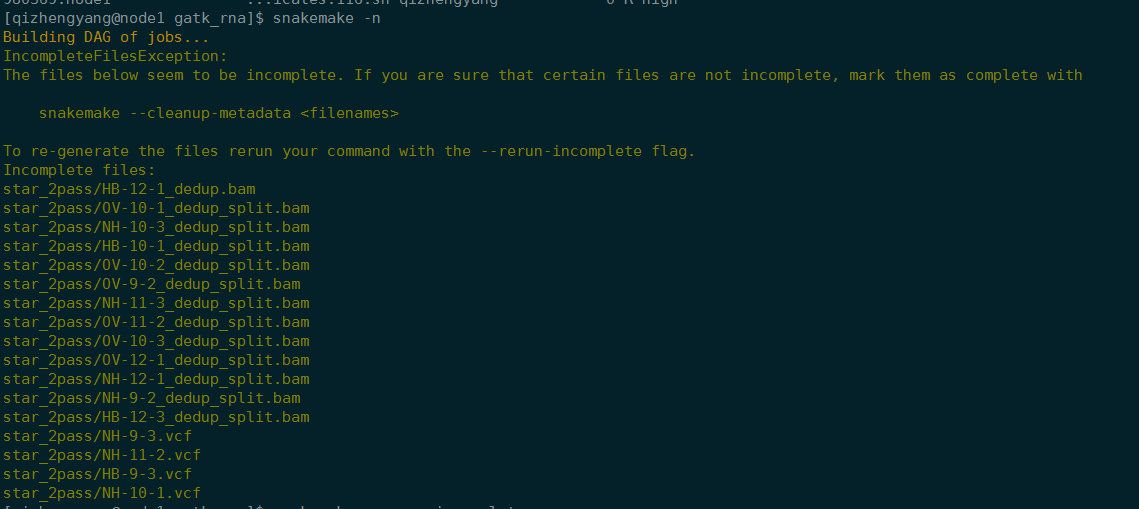 [qizhengyang@node1 gatk_rna]$ snakemake -n
Building DAG of jobs...
IncompleteFilesException:
The files below seem to be incomplete. If you are sure that certain files are not incomplete, mark them as complete with
snakemake --cleanup-metadata <filenames>
To re-generate the files rerun your command with the --rerun-incomplete flag.
Incomplete files:
star_2pass/HB-12-1_dedup.bam
star_2pass/OV-10-1_dedup_split.bam
star_2pass/NH-10-3_dedup_split.bam
star_2pass/HB-10-1_dedup_split.bam
star_2pass/OV-10-2_dedup_split.bam
star_2pass/OV-9-2_dedup_split.bam
star_2pass/NH-11-3_dedup_split.bam
star_2pass/OV-11-2_dedup_split.bam
star_2pass/OV-10-3_dedup_split.bam
star_2pass/OV-12-1_dedup_split.bam
star_2pass/NH-12-1_dedup_split.bam
star_2pass/NH-9-2_dedup_split.bam
star_2pass/HB-12-3_dedup_split.bam
star_2pass/NH-9-3.vcf
star_2pass/NH-11-2.vcf
star_2pass/HB-9-3.vcf
star_2pass/NH-10-1.vcf